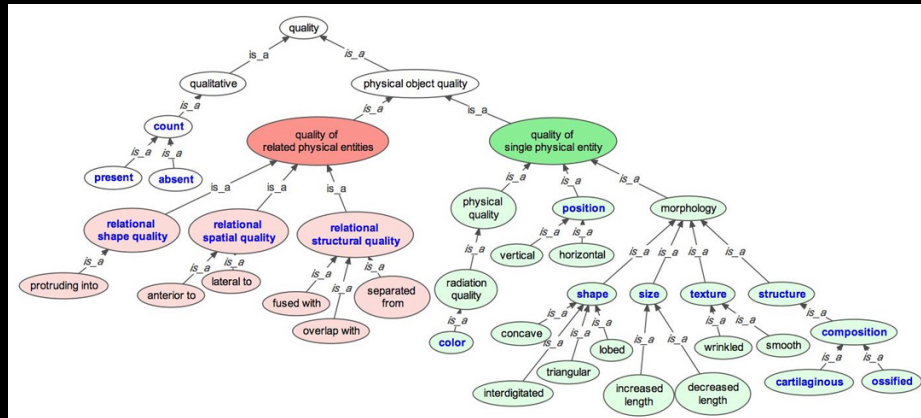 quality
is_a
is_a
qualitative
physical object quality
is_a
is_a
is_a
count
quality of
related physical entities
quality of
single physical entity
is_a
is_a
present
absent
is_a
is_a
is_a
is_a
is_a
is_a
physical
quality
position
morphology
relational
shape quality
relational
spatial quality
relational
structural quality
is_a
is_a
vertical
horizontal
is_a
is_a
is_a
is_a
is_a
is_a
is_a
protruding into
anterior to
lateral to
is_a
is_a
is_a
fused with
separated
from
overlap with
is_a
radiation
quality
shape
size
texture
structure
is_a
color
is_a
is_a
is_a
is_a
is_a
is_a
is_a
is_a
is_a
concave
lobed
triangular
interdigitated
increased
length
decreased
length
wrinkled
smooth
composition
is_a
is_a
cartilaginous
ossified